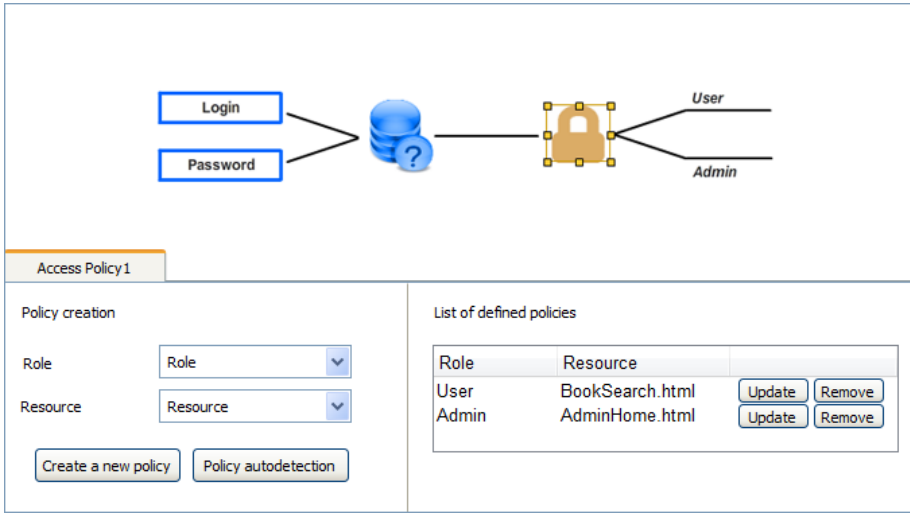 Login
Password
?
User
Admin
Access Policy1
Policy creation
Role Role
Resource Resource
Create a new policy Policy autodetection
List of defined policies
Role Resource
User BookSearch.html Update Remove
Admin AdminHome.html Update Remove